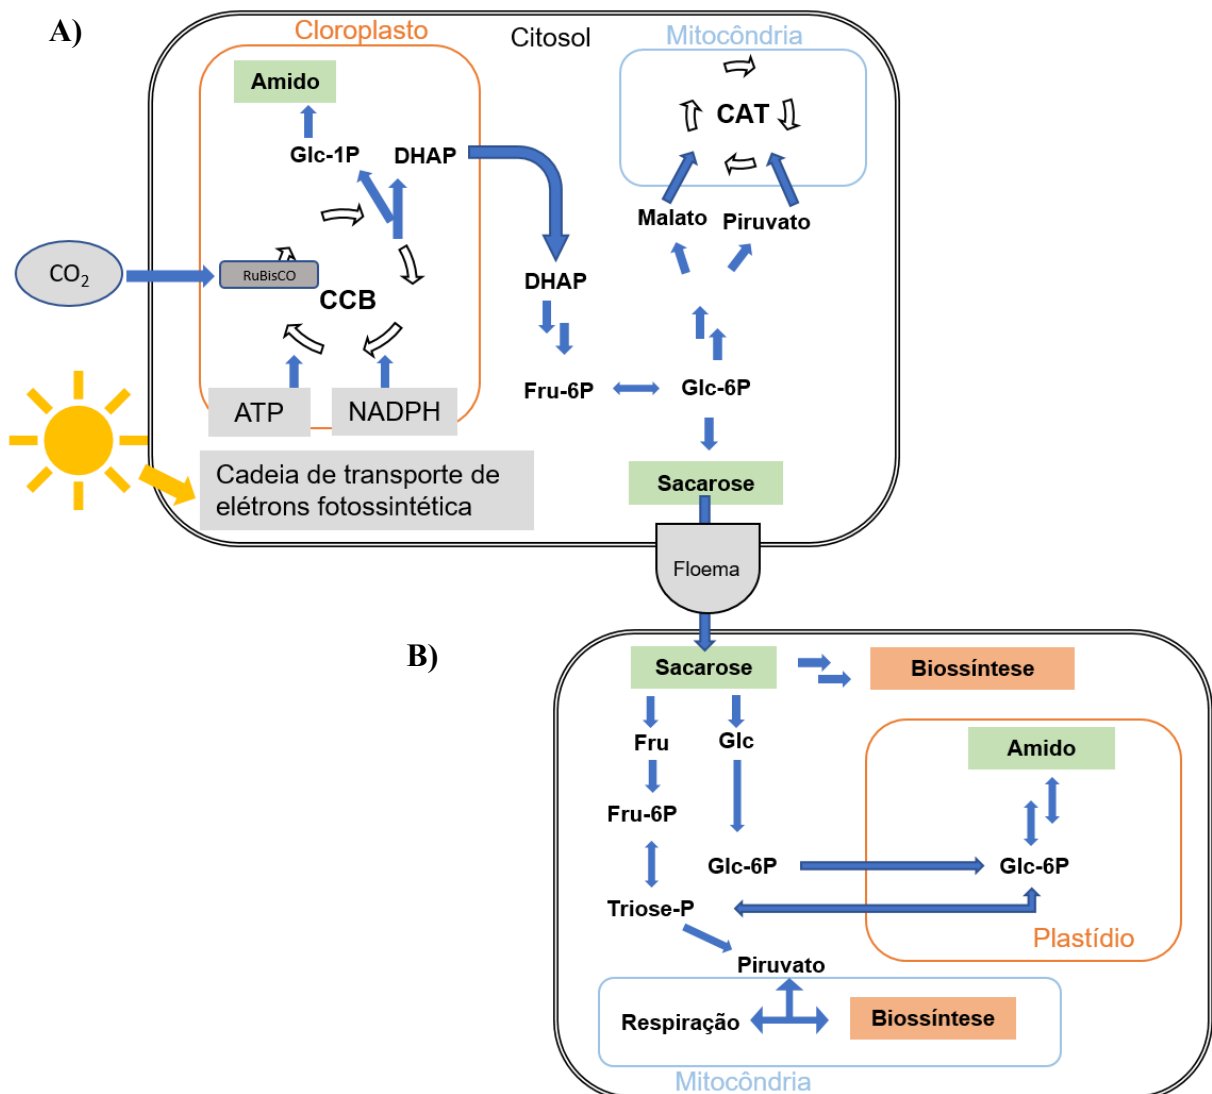 A)
Cloroplasto
Citosol
Mitocôndria
Amido
CAT
Glc-1P
DHAP
Malato
Piruvato
CO2
RuBisCO
CCB
DHAP
Fru-6P
Glc-6P
ATP
NADPH
Cadeia de transporte de
elétrons fotossintética
Sacarose
Floema
B)
Sacarose
Biossíntese
Fru
Glc
Amido
Fru-6P
Glc-6P
Glc-6P
Triose-P
Plastídio
Piruvato
Respiração
Biossíntese
Mitocôndria